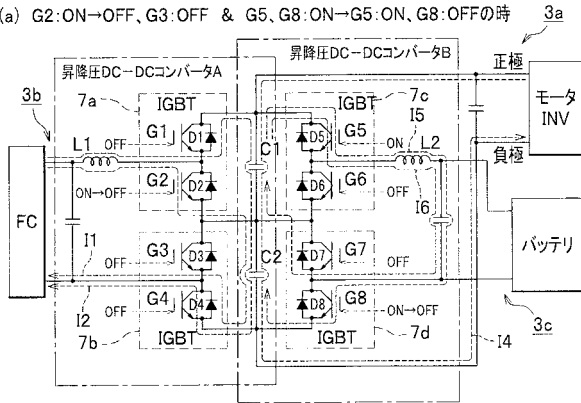 (a) G2:ON→OFF、G3:OFF & G5、G8:ON→G5:ON、G8:OFFの時
3a
昇降圧DC-DCコンバータA
昇降圧DC-DCコンバータB
正極
3b
7a
IGBT
IGBT
7c
モータ
INV
L1
OFF
G1
D1
C1
D5
G5
ON
I5
L2
負極
ON→OFF
G2
D2
D6
G6
OFF
I6
FC
バッテリ
I1
OFF
G3
D3
C2
D7
G7
OFF
I2
OFF
G4
D4
D8
G8
ON→OFF
7b
IGBT
IGBT
7d
I4
3c